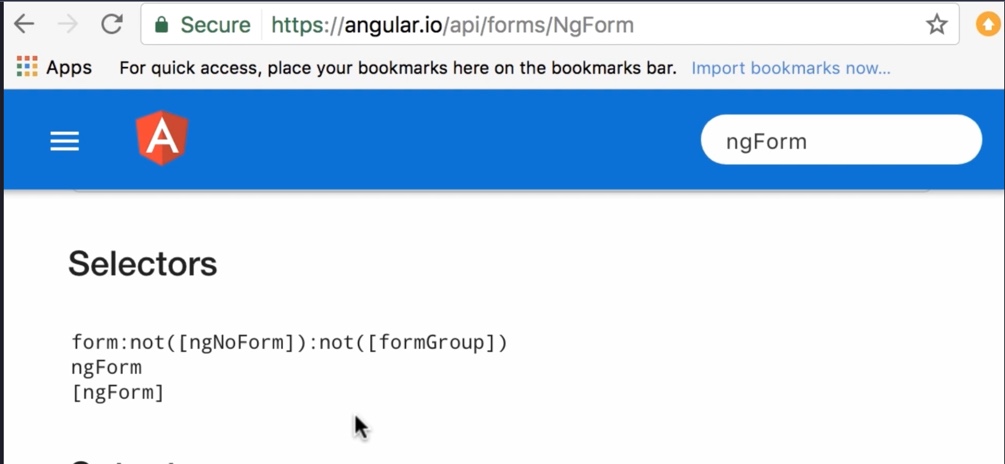 Secure https://angular.io/api/forms/NgForm
Apps For quick access, place your bookmarks here on the bookmarks bar. Import bookmarks now...
A
ngForm
Selectors
form:not([ngNoForm]):not([formGroup])
ngForm
[ngForm]